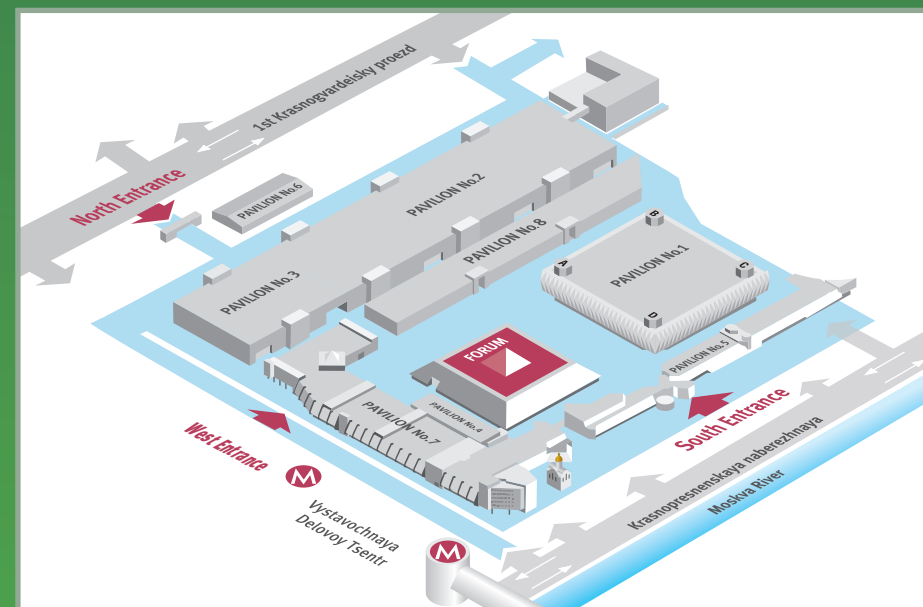 1st Krasnogvardeisky proezd
North Entrance
PAVILION No.6
PAVILION No.2
PAVILION No.8
PAVILION No.3
PAVILION No.1
A
B
C
D
FORUM
PAVILION No.5
PAVILION No.4
PAVILION No.7
West Entrance
South Entrance
M
Vystavochnaya
Delovoy Tsentr
M
Krasnopresnenskaya naberezhnaya
Moskva River